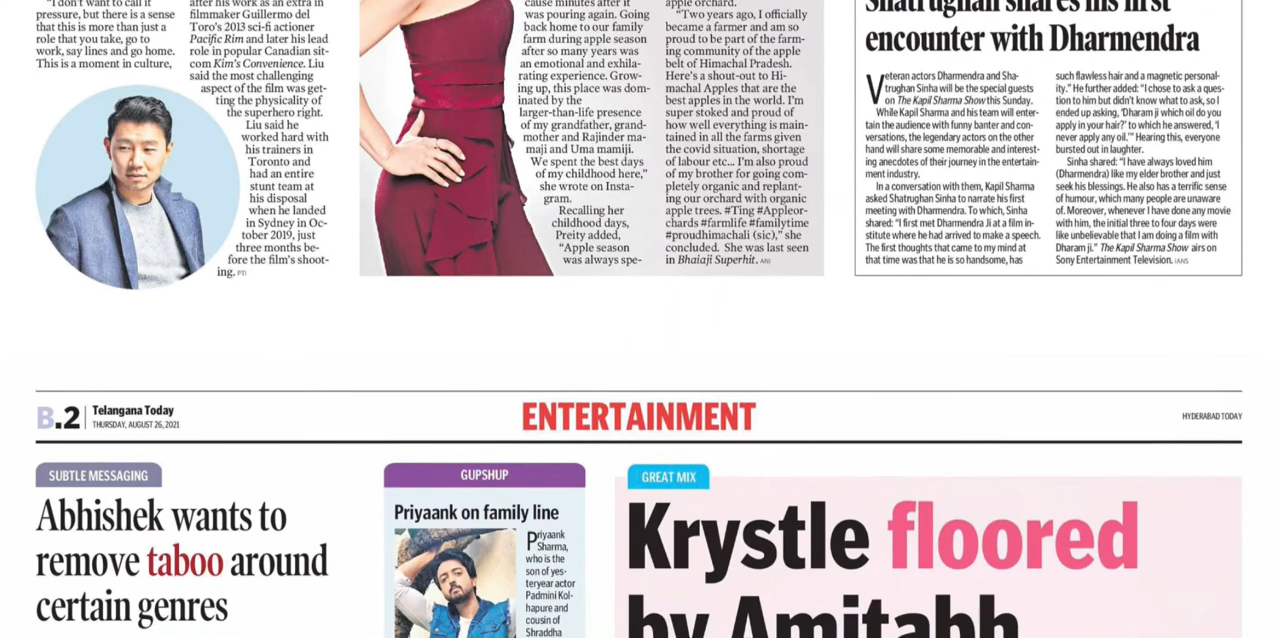 "I don't want to call it
pressure, but there is a sense
that this is more than just a
role that you take, go to
work, say lines and go home.
This is a moment in culture,
after his work as an extra in
filmmaker Guillermo del
Toro's 2013 sci-fi actioner
Pacific Rim and later his lead
role in popular Canadian sit-
com Kim's Convenience. Liu
said the most challenging
aspect of the film was get-
ting the physicality of
the superhero right.
Liu said he
worked hard with
his trainers in
Toronto and
had an entire
stunt team at
his disposal
when he landed
in Sydney in Oc-
tober 2019, just
three months be-
fore the film's shoot-
ing. PTI
cause minutes after it
was pouring again. Going
back home to our family
farm during apple season
after so many years was
an emotional and exhila-
rating experience. Grow-
ing up, this place was dom-
inated by the
larger-than-life presence
of my grandfather, grand-
mother and Rajinder ma-
maji and Uma mamiji.
We spent the best days
of my childhood here,"
she wrote on Insta-
gram.
Recalling her
childhood days,
Preity added,
"Apple season
was always spe-
apple orchard.
"Two years ago, I officially
became a farmer and am so
proud to be part of the farm-
ing community of the apple
belt of Himachal Pradesh.
Here's a shout-out to Hi-
machal Apples that are the
best apples in the world. I'm
super stoked and proud of
how well everything is main-
tained in all the farms given
the covid situation, shortage
of labour etc... I'm also proud
of my brother for going com-
pletely organic and replant-
ing our orchard with organic
apple trees. #Ting #Appleor-
chards #farmlife #familytime
#proudhimachali (sic)," she
concluded. She was last seen
in Bhaiaji Superhit. ANI
Shatrughan shares his first
encounter with Dharmendra
Veteran actors Dharmendra and Sha-
trughan Sinha will be the special guests
on The Kapil Sharma Show this Sunday.
While Kapil Sharma and his team will enter-
tain the audience with funny banter and con-
versations, the legendary actors on the other
hand will share some memorable and interest-
ing anecdotes of their journey in the entertain-
ment industry.
In a conversation with them, Kapil Sharma
asked Shatrughan Sinha to narrate his first
meeting with Dharmendra. To which, Sinha
shared: "I first met Dharmendra Ji at a film in-
stitute where he had arrived to make a speech.
The first thoughts that came to my mind at
that time was that he is so handsome, has
such flawless hair and a magnetic personal-
ity." He further added: "I chose to ask a ques-
tion to him but didn't know what to ask, so I
ended up asking, 'Dharam ji which oil do you
apply in your hair?' to which he answered, 'I
never apply any oil.'" Hearing this, everyone
bursted out in laughter.
Sinha shared: "I have always loved him
(Dharmendra) like my elder brother and just
seek his blessings. He also has a terrific sense
of humour, which many people are unaware
of. Moreover, whenever I have done any movie
with him, the initial three to four days were
like unbelievable that I am doing a film with
Dharam ji." The Kapil Sharma Show airs on
Sony Entertainment Television. IANS
B.2
Telangana Today
THURSDAY, AUGUST 26, 2021
ENTERTAINMENT
HYDERABAD TODAY
SUBTLE MESSAGING
Abhishek wants to
remove taboo around
certain genres
GUPSHUP
Priyaank on family line
Priyaank
Sharma,
who is the
son of yes-
teryear actor
Padmini Kol-
hapure and
cousin of
Shraddha
GREAT MIX
Krystle floored
by Amitabh